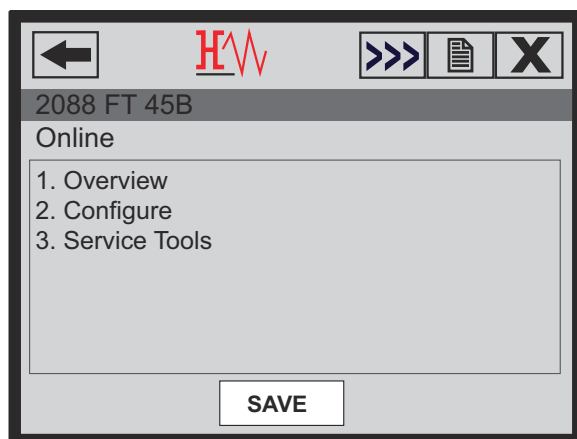 >>>
X
2088 FT 45B
Online
1. Overview
2. Configure
3. Service Tools
SAVE